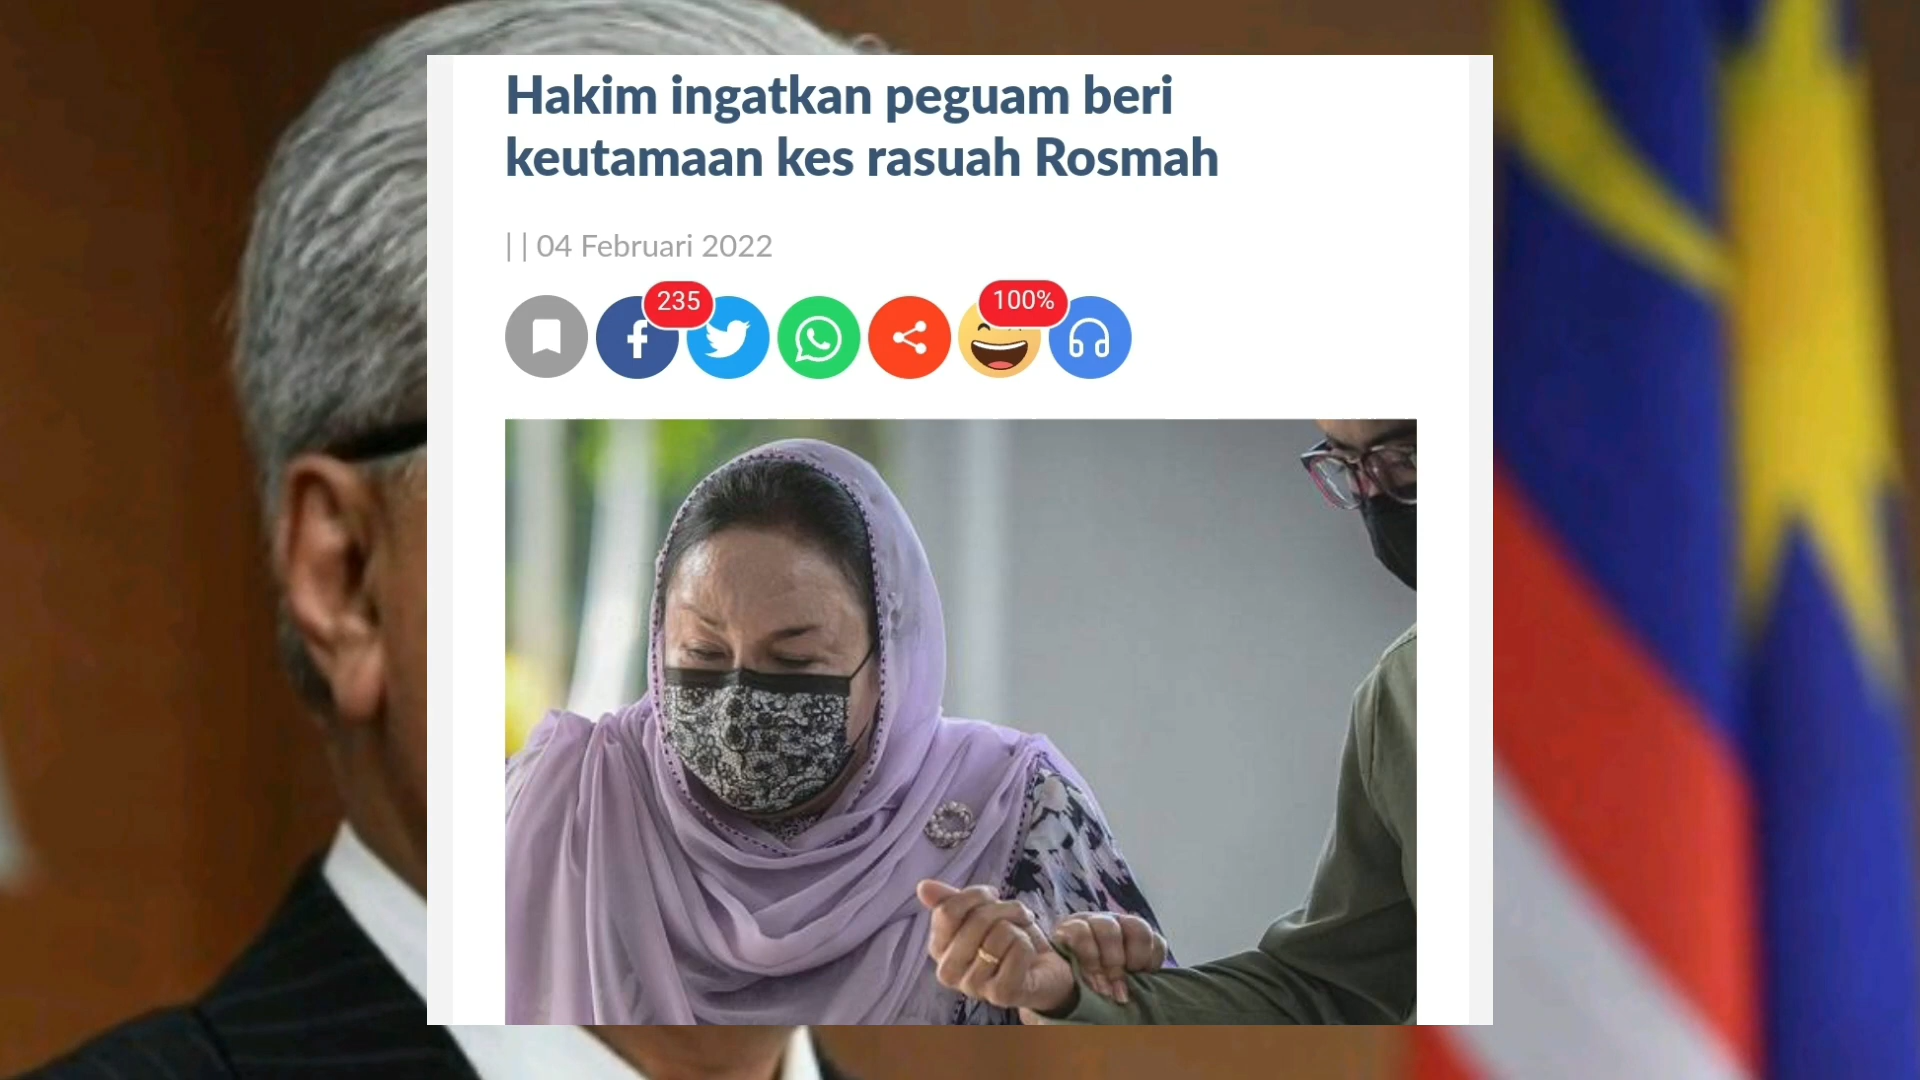 Hakim ingatkan peguam beri
keutamaan kes rasuah Rosmah
| | 04 Februari 2022
235
100%